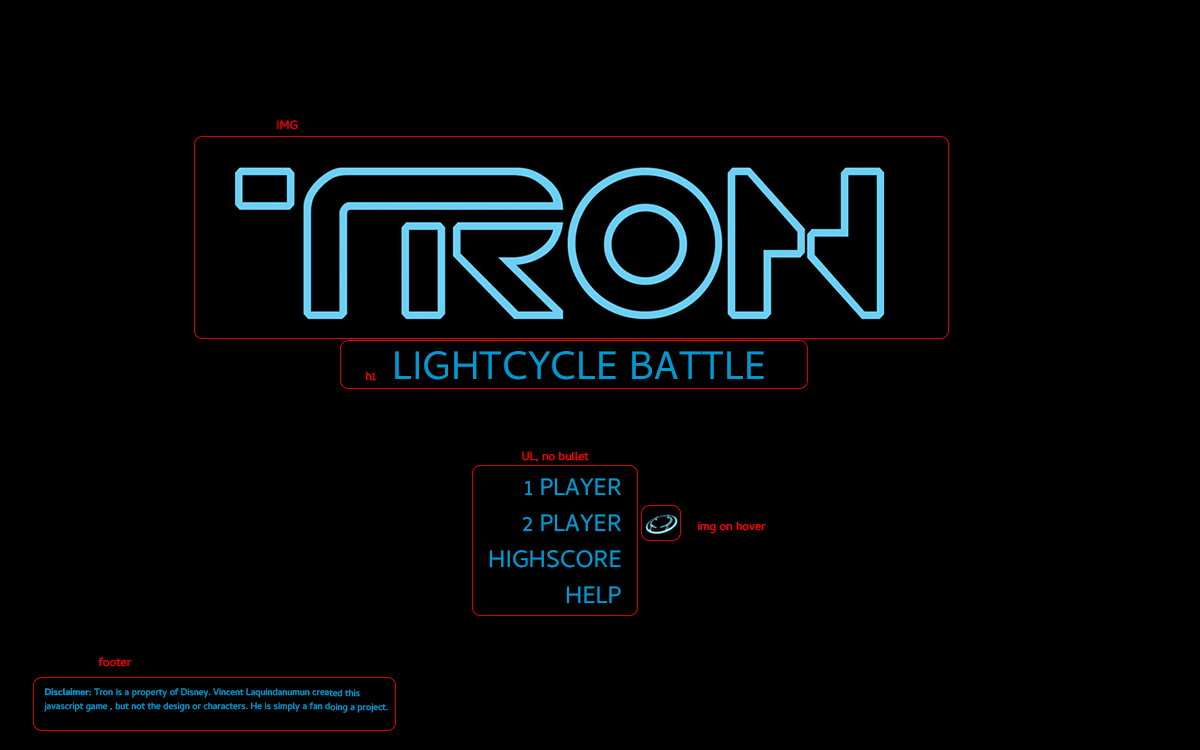 IMG
TRON
h1 LIGHTCYCLE BATTLE
UL, no bullet
1 PLAYER
2 PLAYER
img on hover
HIGHSCORE
HELP
footer
Disclaimer: Tron is a property of Disney. Vincent Laquindanumun created this
javascript game , but not the design or characters. He is simply a fan doing a project.